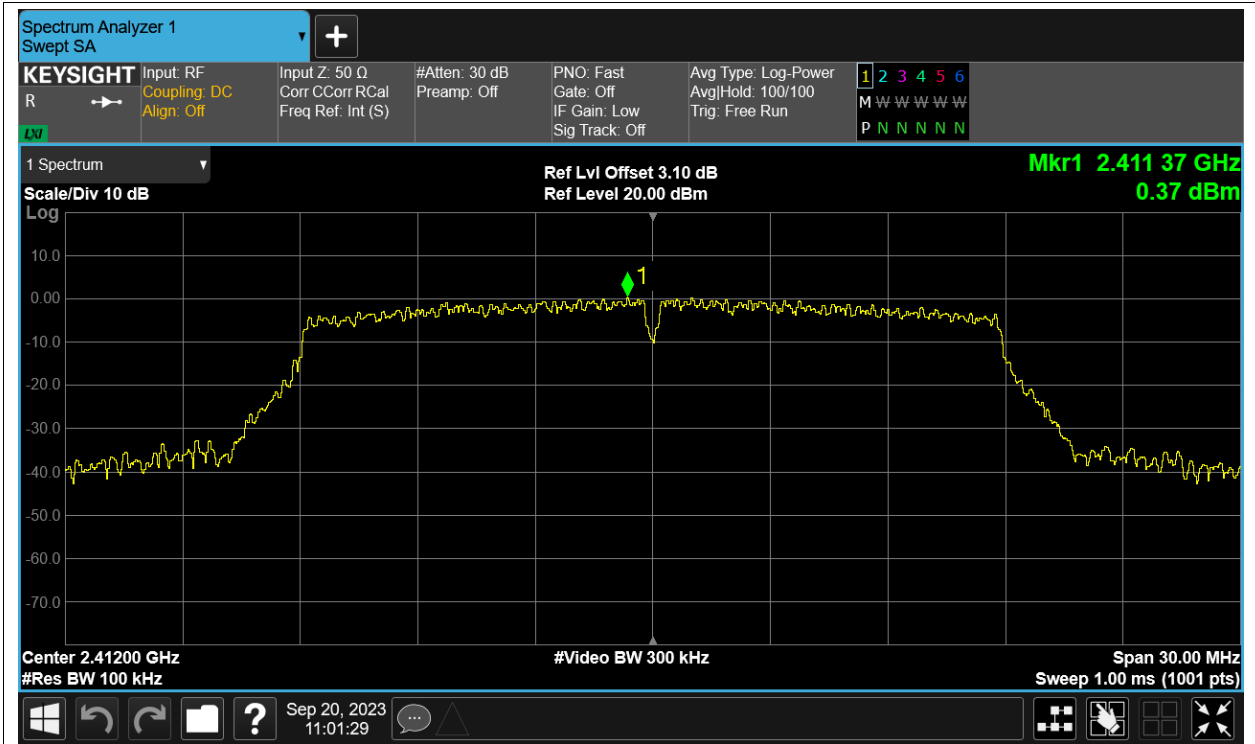 Spectrum Analyzer 1
Swept SA
+
KEYSIGHT
R
LXI
Input: RF
Coupling: DC
Align: Off
Input Z: 50 Ω
Corr CCorr RCal
Freq Ref: Int (S)
#Atten: 30 dB
Preamp: Off
PNO: Fast
Gate: Off
IF Gain: Low
Sig Track: Off
Avg Type: Log-Power
Avg|Hold: 100/100
Trig: Free Run
1 2 3 4 5 6
M W W W W W
P N N N N N
1 Spectrum
Scale/Div 10 dB
Ref Lvl Offset 3.10 dB
Ref Level 20.00 dBm
Mkr1 2.411 37 GHz
0.37 dBm
Log
10.0
0.00
-10.0
-20.0
-30.0
-40.0
-50.0
-60.0
-70.0
1
Center 2.41200 GHz
#Res BW 100 kHz
#Video BW 300 kHz
Span 30.00 MHz
Sweep 1.00 ms (1001 pts)
?
Sep 20, 2023
11:01:29